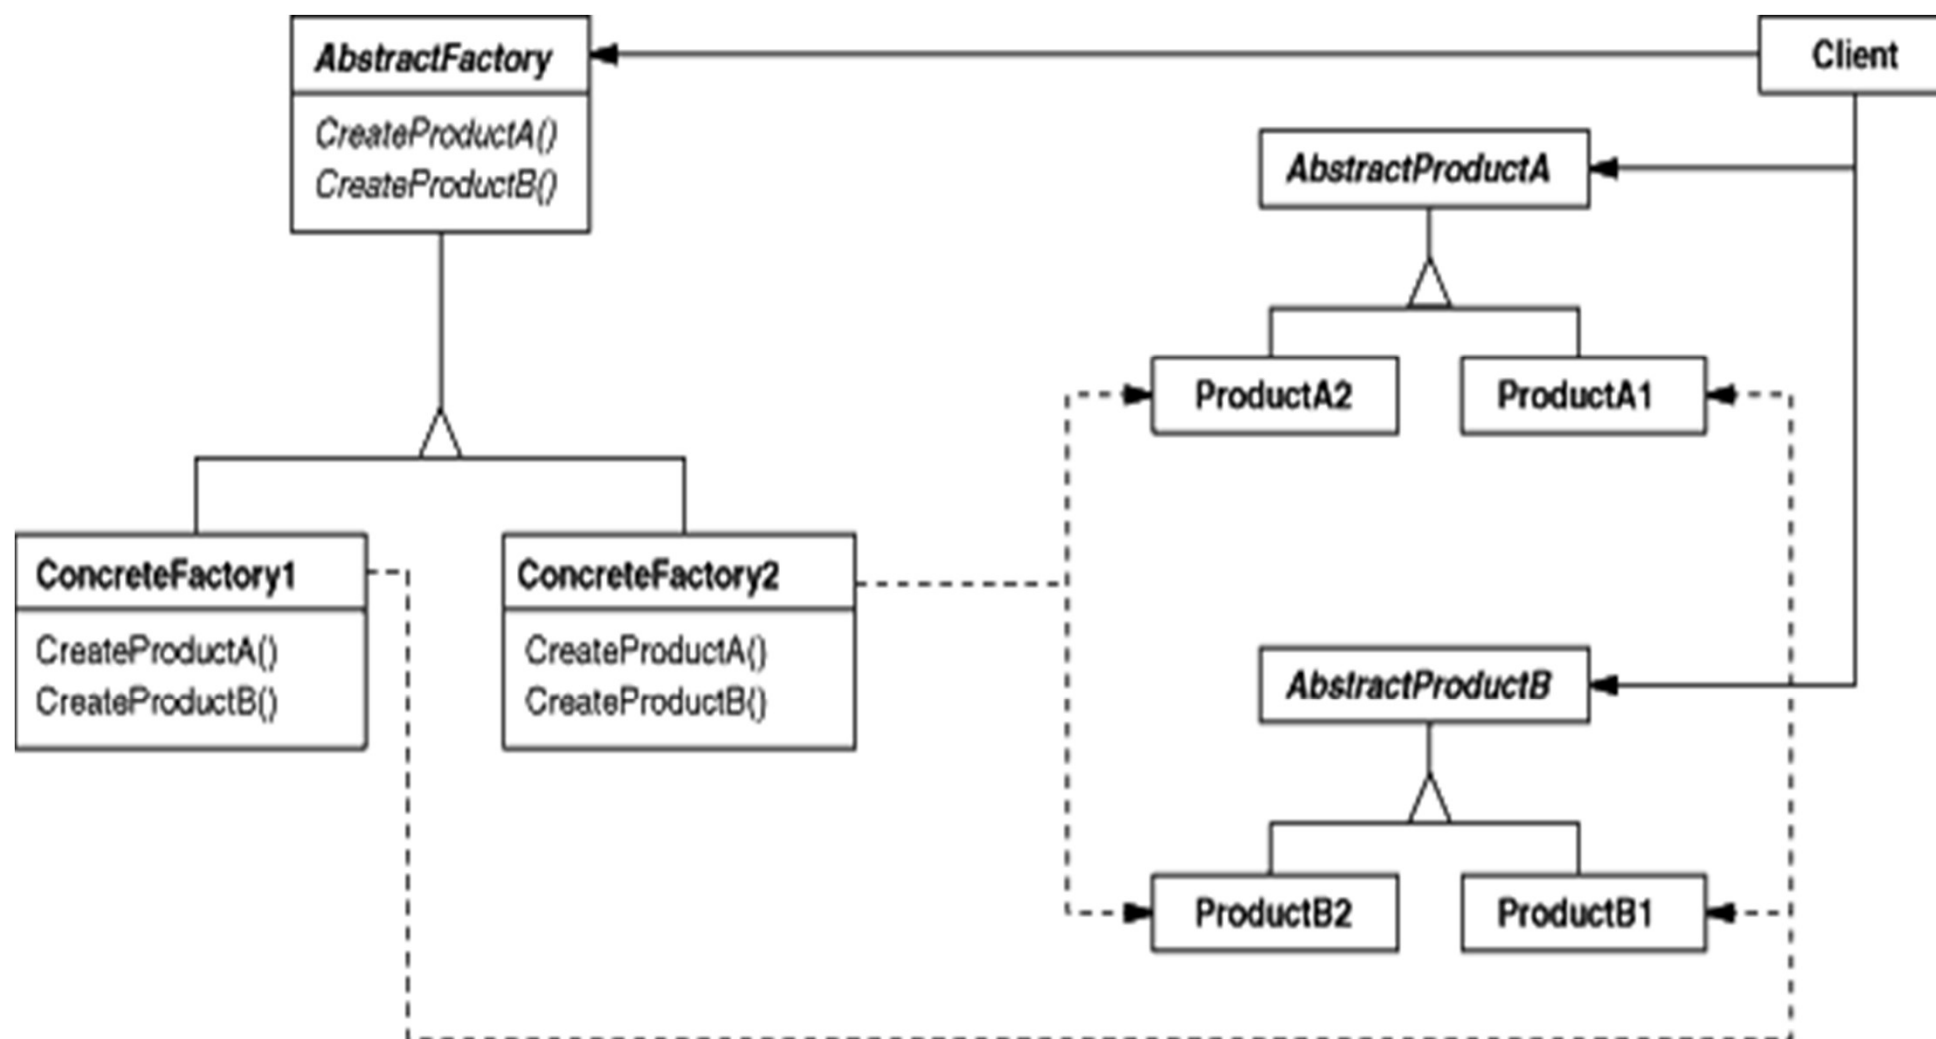 AbstractFactory
CreateProductA()
CreateProductB()
Client
AbstractProductA
ProductA2
ProductA1
ConcreteFactory1
CreateProductA()
CreateProductB()
ConcreteFactory2
CreateProductA()
CreateProductB()
AbstractProductB
ProductB2
ProductB1